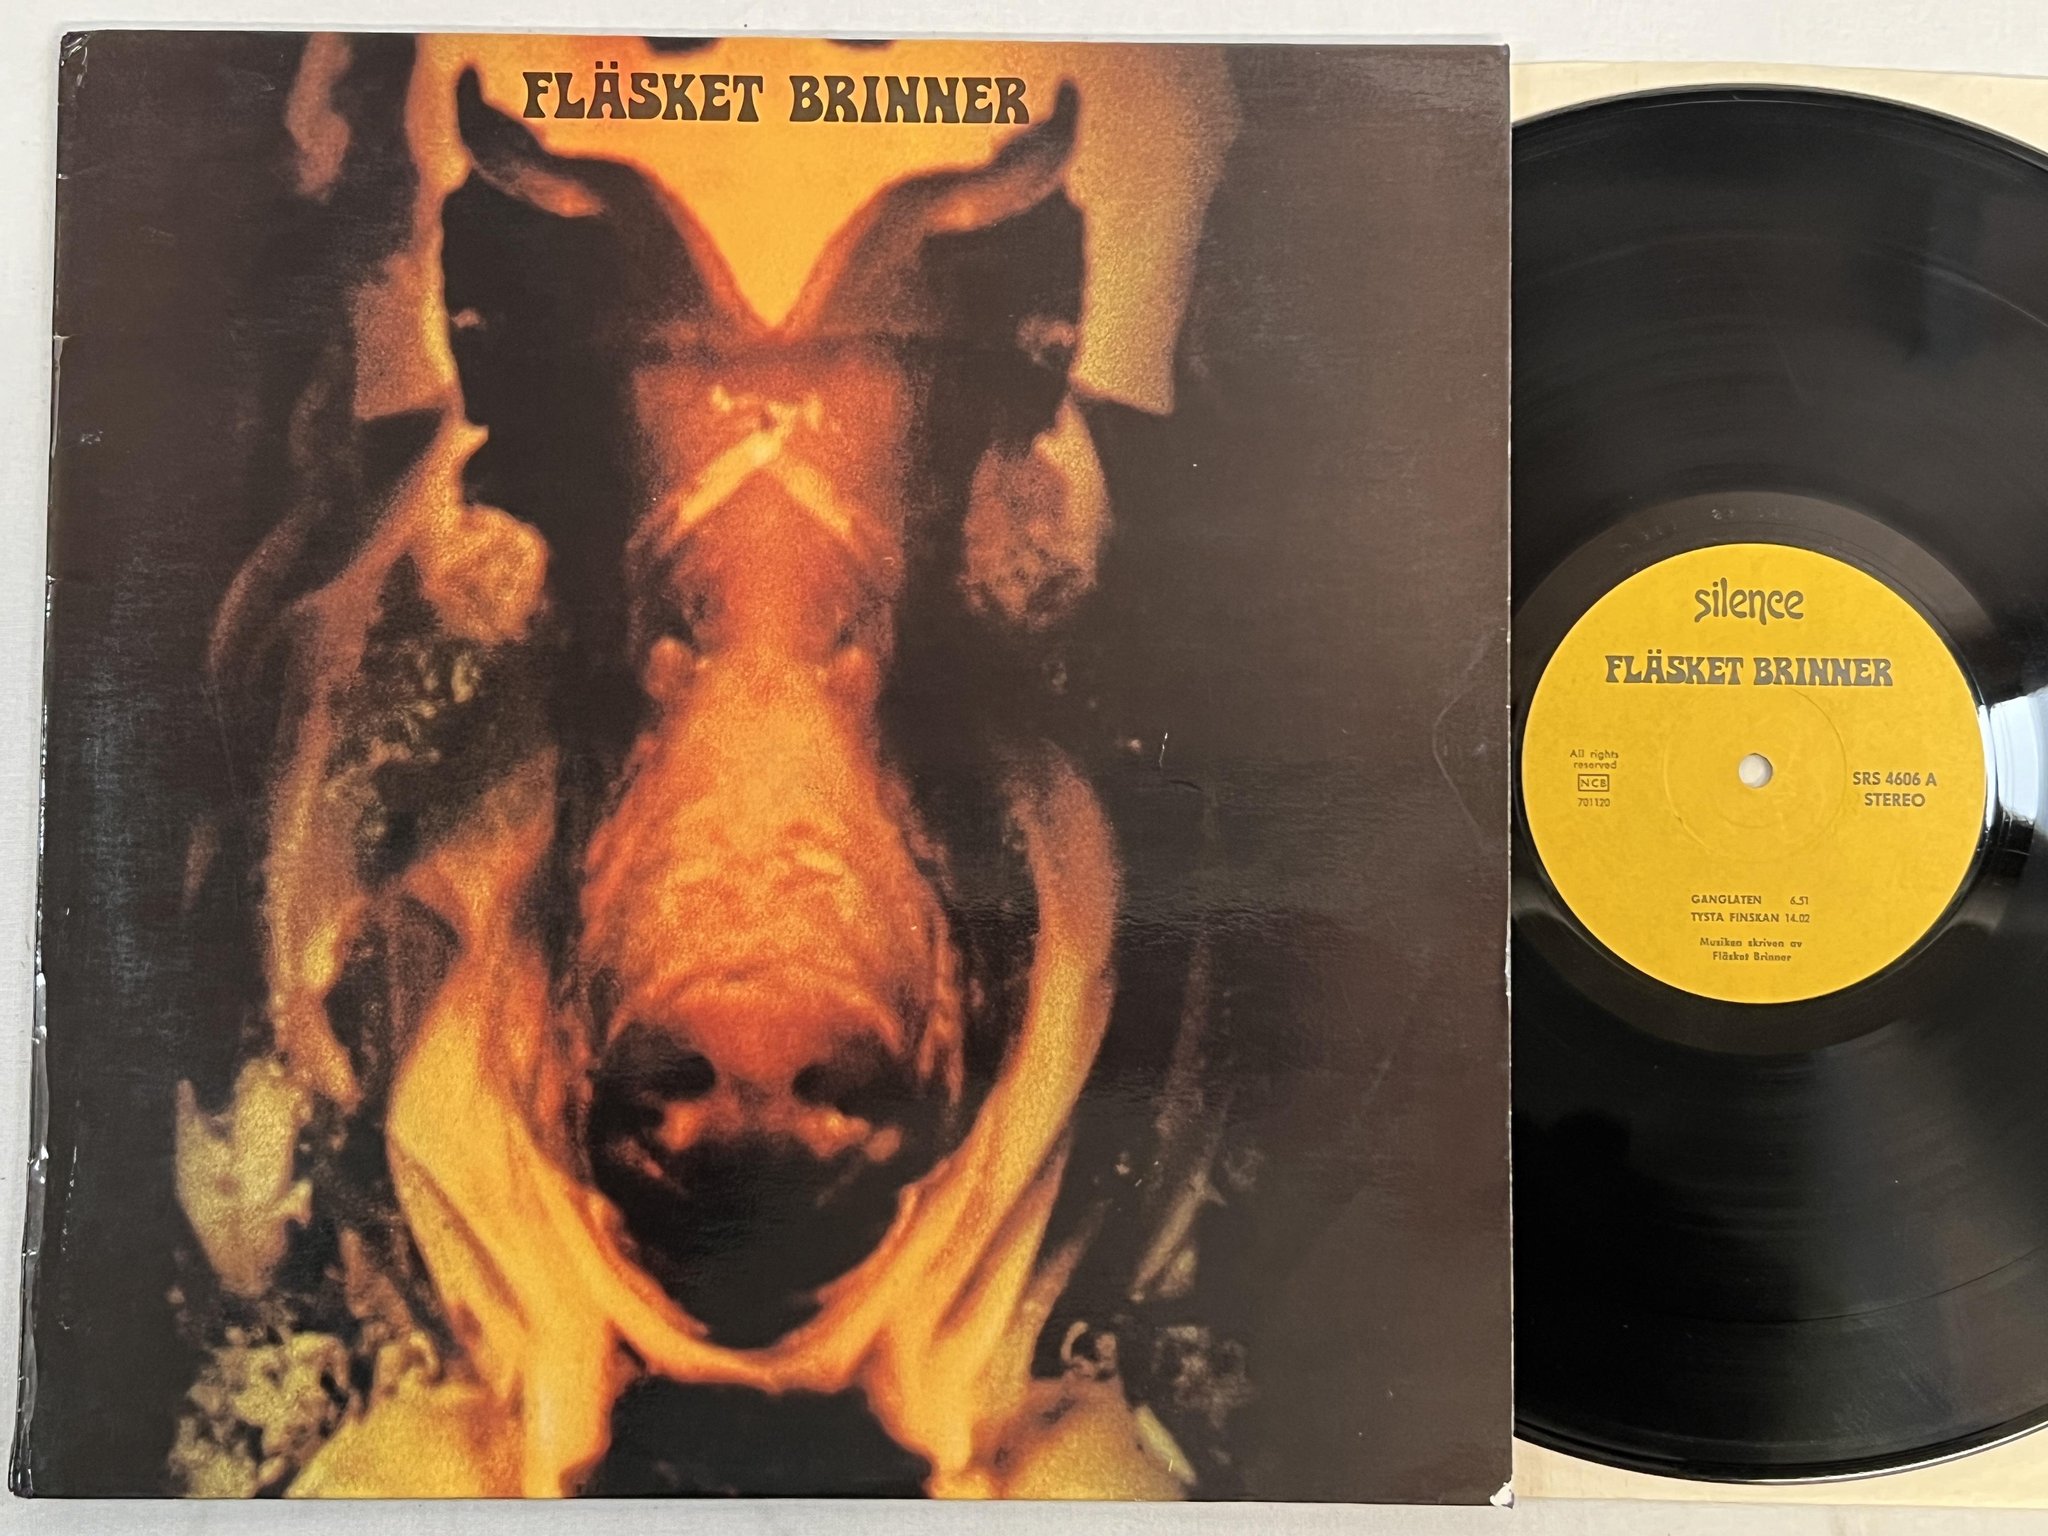 FLÄSKET BRINNER
silence
FLÄSKET BRINNER
All rights
reserved
NCB
701120
SRS 4606 A
STEREO
GANGLATEN 6.51
TYSTA FINSKAN 14.02
Musiken skriven av
Fläsket Brinner